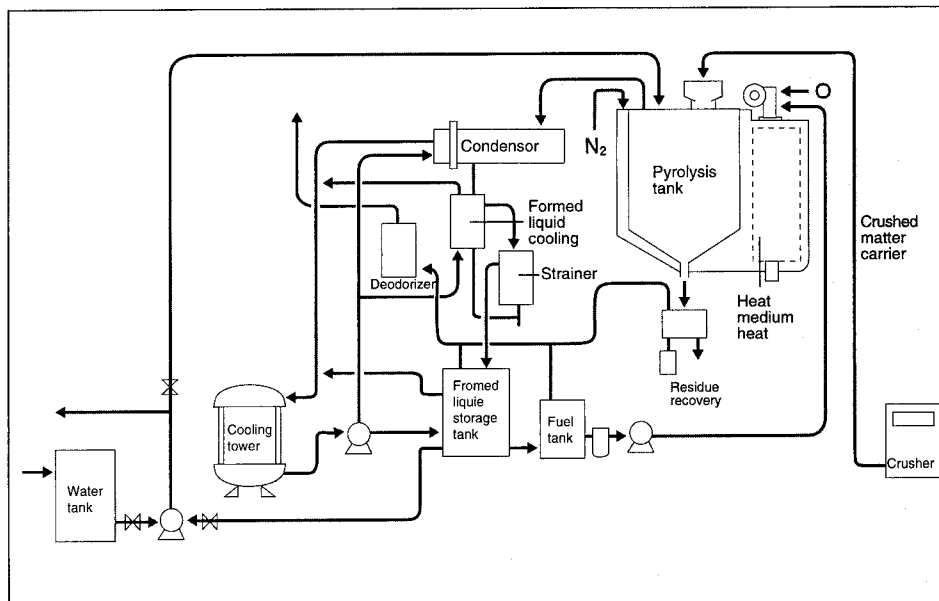 Condensor
N2
O
Pyrolysis
tank
Formed
liquid
cooling
Crushed
matter
carrier
Strainer
Deodorizer
Heat
medium
heat
Residue
recovery
Fromed
liquie
storage
tank
Fuel
tank
Cooling
tower
Crusher
Water
tank